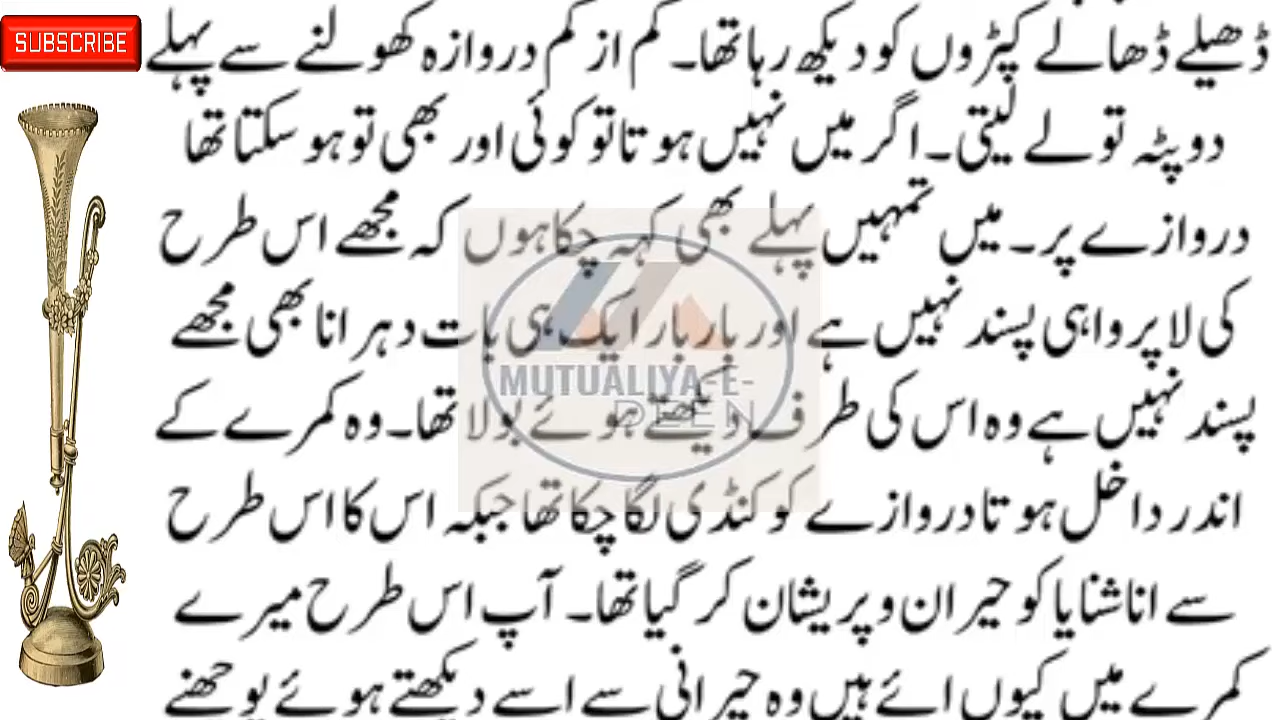 SUBSCRIBE
ڈھیلے ڈھالے کپڑوں کو دیکھ رہا تھا۔ کم از کم دروازہ کھولنے سے پہلے
دوپٹہ تو لے لیتی۔ اگر میں نہیں ہوتا تو کوئی اور بھی تو ہو سکتا تھا
دروازے پر۔ میں تمہیں پہلے بھی کہہ چکا ہوں کہ مجھے اس طرح
کی لاپرواہی پسند نہیں ہے اور بار بار ایک ہی بات دہرانا بھی مجھے
پسند نہیں ہے وہ اس کی طرف دیکھتے ہوئے بولا تھا۔ وہ کمرے کے
اندر داخل ہوتا دروازے کو کنڈی لگا چکا تھا جبکہ اس کا اس طرح
سے انا شنایا کو حیران و پریشان کر گیا تھا۔ آپ اس طرح میرے
کمرے میں کیوں ائے ہیں وہ حیرانی سے اسے دیکھتے ہوئے پوچھنے
MUTUALIYA-E-
DEEN